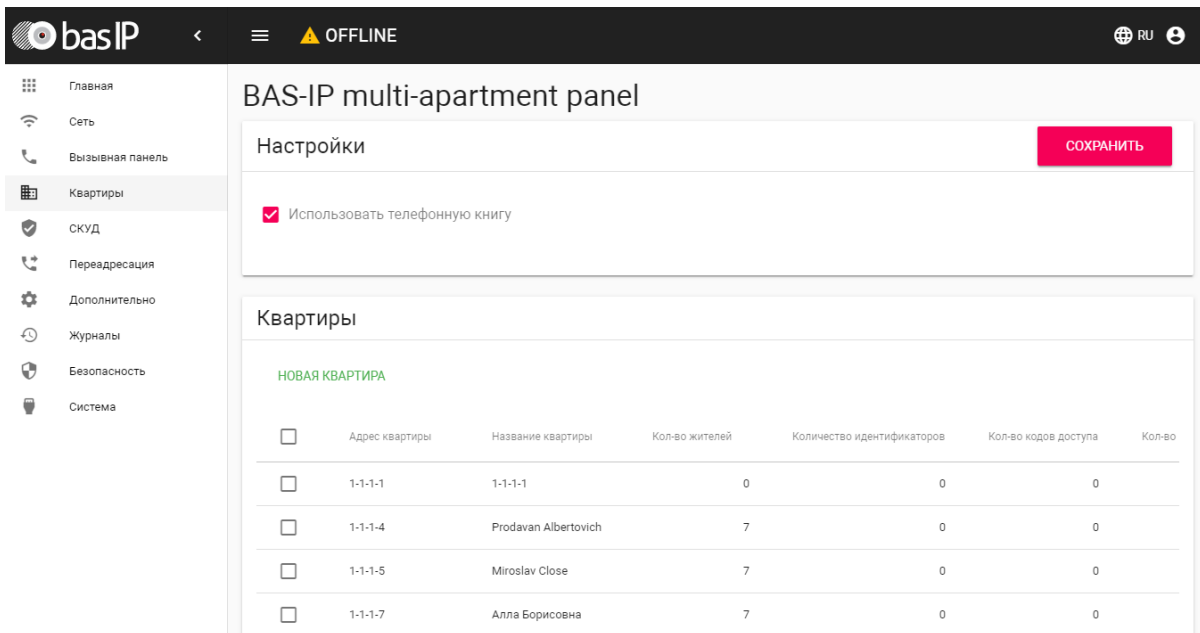 bas IP
OFFLINE
RU
Главная
Сеть
Вызывная панель
Квартиры
СКУД
Переадресация
Дополнительно
Журналы
Безопасность
Система
BAS-IP multi-apartment panel
Настройки
СОХРАНИТЬ
Использовать телефонную книгу
Квартиры
НОВАЯ КВАРТИРА
Адрес квартиры Название квартиры Кол-во жителей Количество идентификаторов Кол-во кодов доступа Кол-во
1-1-1-1 1-1-1-1 0 0 0
1-1-1-4 Prodavan Albertovich 7 0 0
1-1-1-5 Miroslav Close 7 0 0
1-1-1-7 Алла Борисовна 7 0 0